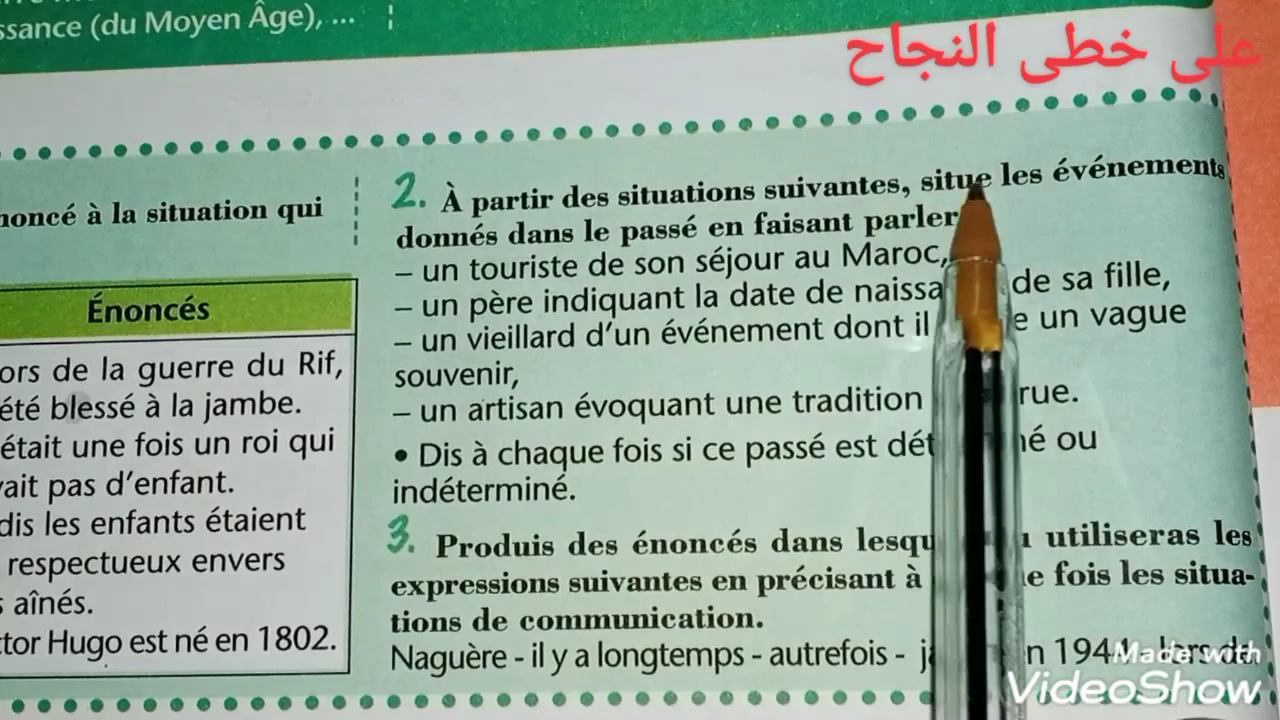 ssance (du Moyen Âge), ...
على خطى النجاح
noncé à la situation qui
Énoncés
ors de la guerre du Rif,
été blessé à la jambe.
était une fois un roi qui
vait pas d'enfant.
dis les enfants étaient
respectueux envers
s aînés.
ctor Hugo est né en 1802.
2. À partir des situations suivantes, situe les événements
donnés dans le passé en faisant parler
– un touriste de son séjour au Maroc,
– un père indiquant la date de naissa de sa fille,
– un vieillard d'un événement dont il e un vague
souvenir,
– un artisan évoquant une tradition rue.
• Dis à chaque fois si ce passé est dét né ou
indéterminé.
3. Produis des énoncés dans lesqu utiliseras les
expressions suivantes en précisant à e fois les situa-
tions de communication.
Naguère - il y a longtemps - autrefois - n 194
Made with
VideoShow